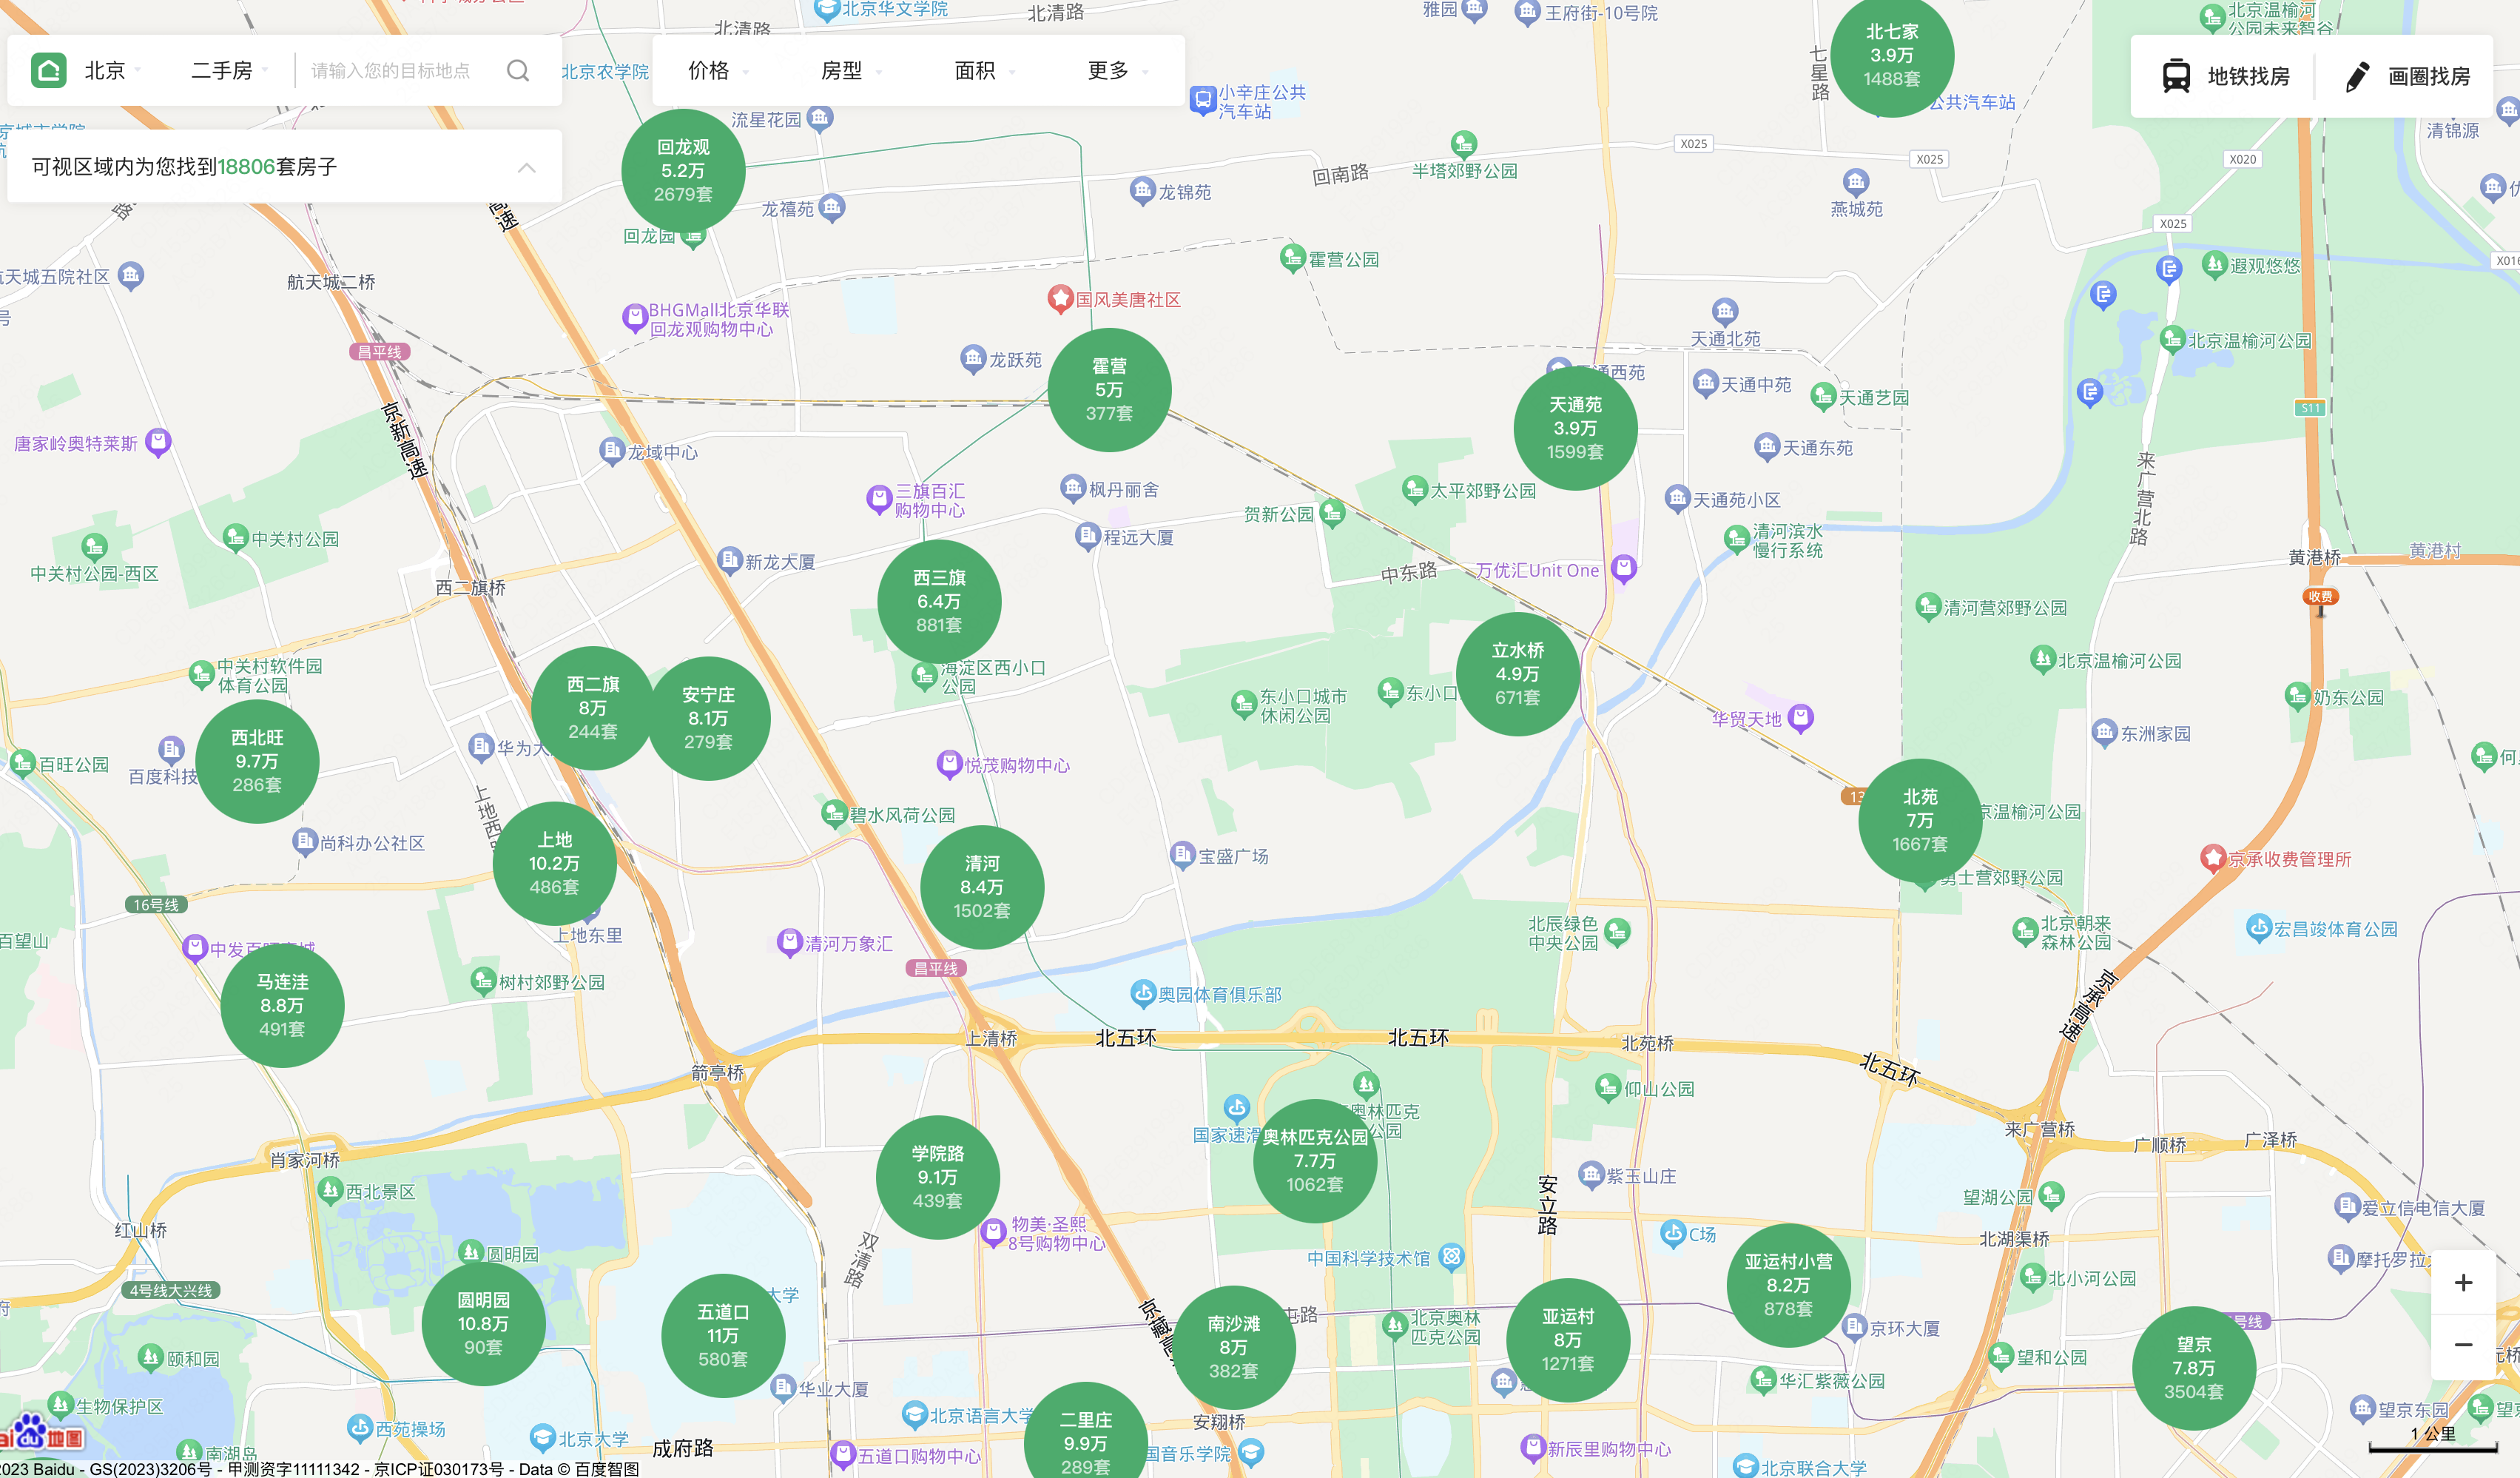 北京华文学院
北清路
北清路
雅园
王府街-10号院
北京温榆河
公园未来智谷
北七家
3.9万
1488套
七星路
北京
二手房
请输入您的目标地点
北京农学院
价格
房型
面积
更多
地铁找房
画圈找房
小辛庄公共
汽车站
公共汽车站
流星花园
清锦源
可视区域内为您找到18806套房子
回龙观
5.2万
2679套
半塔郊野公园
X025
X025
X020
回南路
龙锦苑
龙禧苑
燕城苑
路
高速
回龙园
X025
霍营公园
遐观悠悠
X016
航天城五院社区
航天城二桥
国风美唐社区
BHGMall北京华联
回龙观购物中心
天通北苑
北京温榆河公园
昌平线
龙跃苑
霍营
5万
377套
天通西苑
天通中苑
天通艺园
天通苑
3.9万
1599套
S11
京新高速
唐家岭奥特莱斯
龙域中心
天通东苑
三旗百汇
购物中心
枫丹丽舍
太平郊野公园
天通苑小区
来广营北路
贺新公园
中关村公园
程远大厦
清河滨水
慢行系统
中关村公园-西区
新龙大厦
黄港桥
黄港村
西二旗桥
中东路
万优汇Unit One
西三旗
6.4万
881套
收费
清河营郊野公园
中关村软件园
体育公园
海淀区西小口
公园
立水桥
4.9万
671套
北京温榆河公园
西二旗
8万
244套
安宁庄
8.1万
279套
东小口城市
休闲公园
东小口
奶东公园
华贸天地
东洲家园
西北旺
9.7万
286套
百度科技
华为大
百旺公园
悦茂购物中心
上地西路
碧水风荷公园
北苑
7万
1667套
京温榆河公园
尚科办公社区
上地
10.2万
486套
清河
8.4万
1502套
宝盛广场
京承收费管理所
勇士营郊野公园
16号线
百望山
中发百旺商城
上地东里
清河万象汇
北辰绿色
中央公园
北京朝来
森林公园
宏昌竣体育公园
昌平线
马连洼
8.8万
491套
树村郊野公园
奥园体育俱乐部
京承高速
上清桥
北五环
北五环
北苑桥
北五环
箭亭桥
仰山公园
奥林匹克
公园
国家速滑
奥林匹克公园
7.7万
1062套
来广营桥
广顺桥
广泽桥
肖家河桥
学院路
9.1万
439套
西北景区
紫玉山庄
安立路
望湖公园
爱立信电信大厦
红山桥
物美·圣熙
8号购物中心
双清路
C场
北湖渠桥
圆明园
中国科学技术馆
亚运村小营
8.2万
878套
摩托罗拉
4号线大兴线
北小河公园
圆明园
10.8万
90套
五道口
11万
580套
大学
京藏高
南沙滩
8万
382套
屯路
北京奥林
匹克公园
亚运村
8万
1271套
京环大厦
号线
颐和园
望和公园
望京
7.8万
3504套
华业大厦
华汇紫薇公园
生物保护区
北京语言大学
二里庄
9.9万
289套
安翔桥
望京东园
西苑操场
北京大学
成府路
五道口购物中心
国音乐学院
新辰里购物中心
北京联合大学
1 公里
南湖岛
地图
2023 Baidu - GS(2023)3206号 - 甲测资字11111342 - 京ICP证030173号 - Data © 百度智图